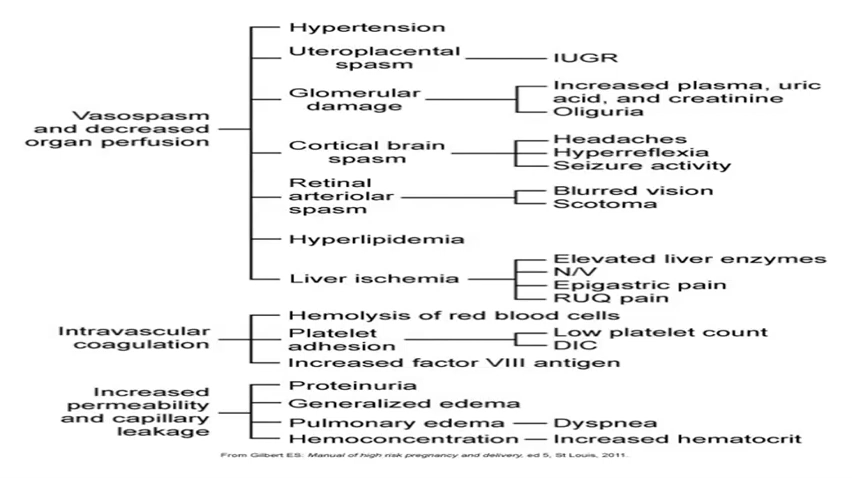 Vasospasm
and decreased
organ perfusion
Hypertension
Uteroplacental
spasm
IUGR
Glomerular
damage
Increased plasma, uric
acid, and creatinine
Oliguria
Cortical brain
spasm
Headaches
Hyperreflexia
Seizure activity
Retinal
arteriolar
spasm
Blurred vision
Scotoma
Hyperlipidemia
Liver ischemia
Elevated liver enzymes
N/V
Epigastric pain
RUQ pain
Intravascular
coagulation
Hemolysis of red blood cells
Platelet
adhesion
Low platelet count
DIC
Increased factor VIII antigen
Increased
permeability
and capillary
leakage
Proteinuria
Generalized edema
Pulmonary edema
Dyspnea
Hemoconcentration
Increased hematocrit
From Gilbert ES: Manual of high risk pregnancy and delivery, ed 5, St Louis, 2011.